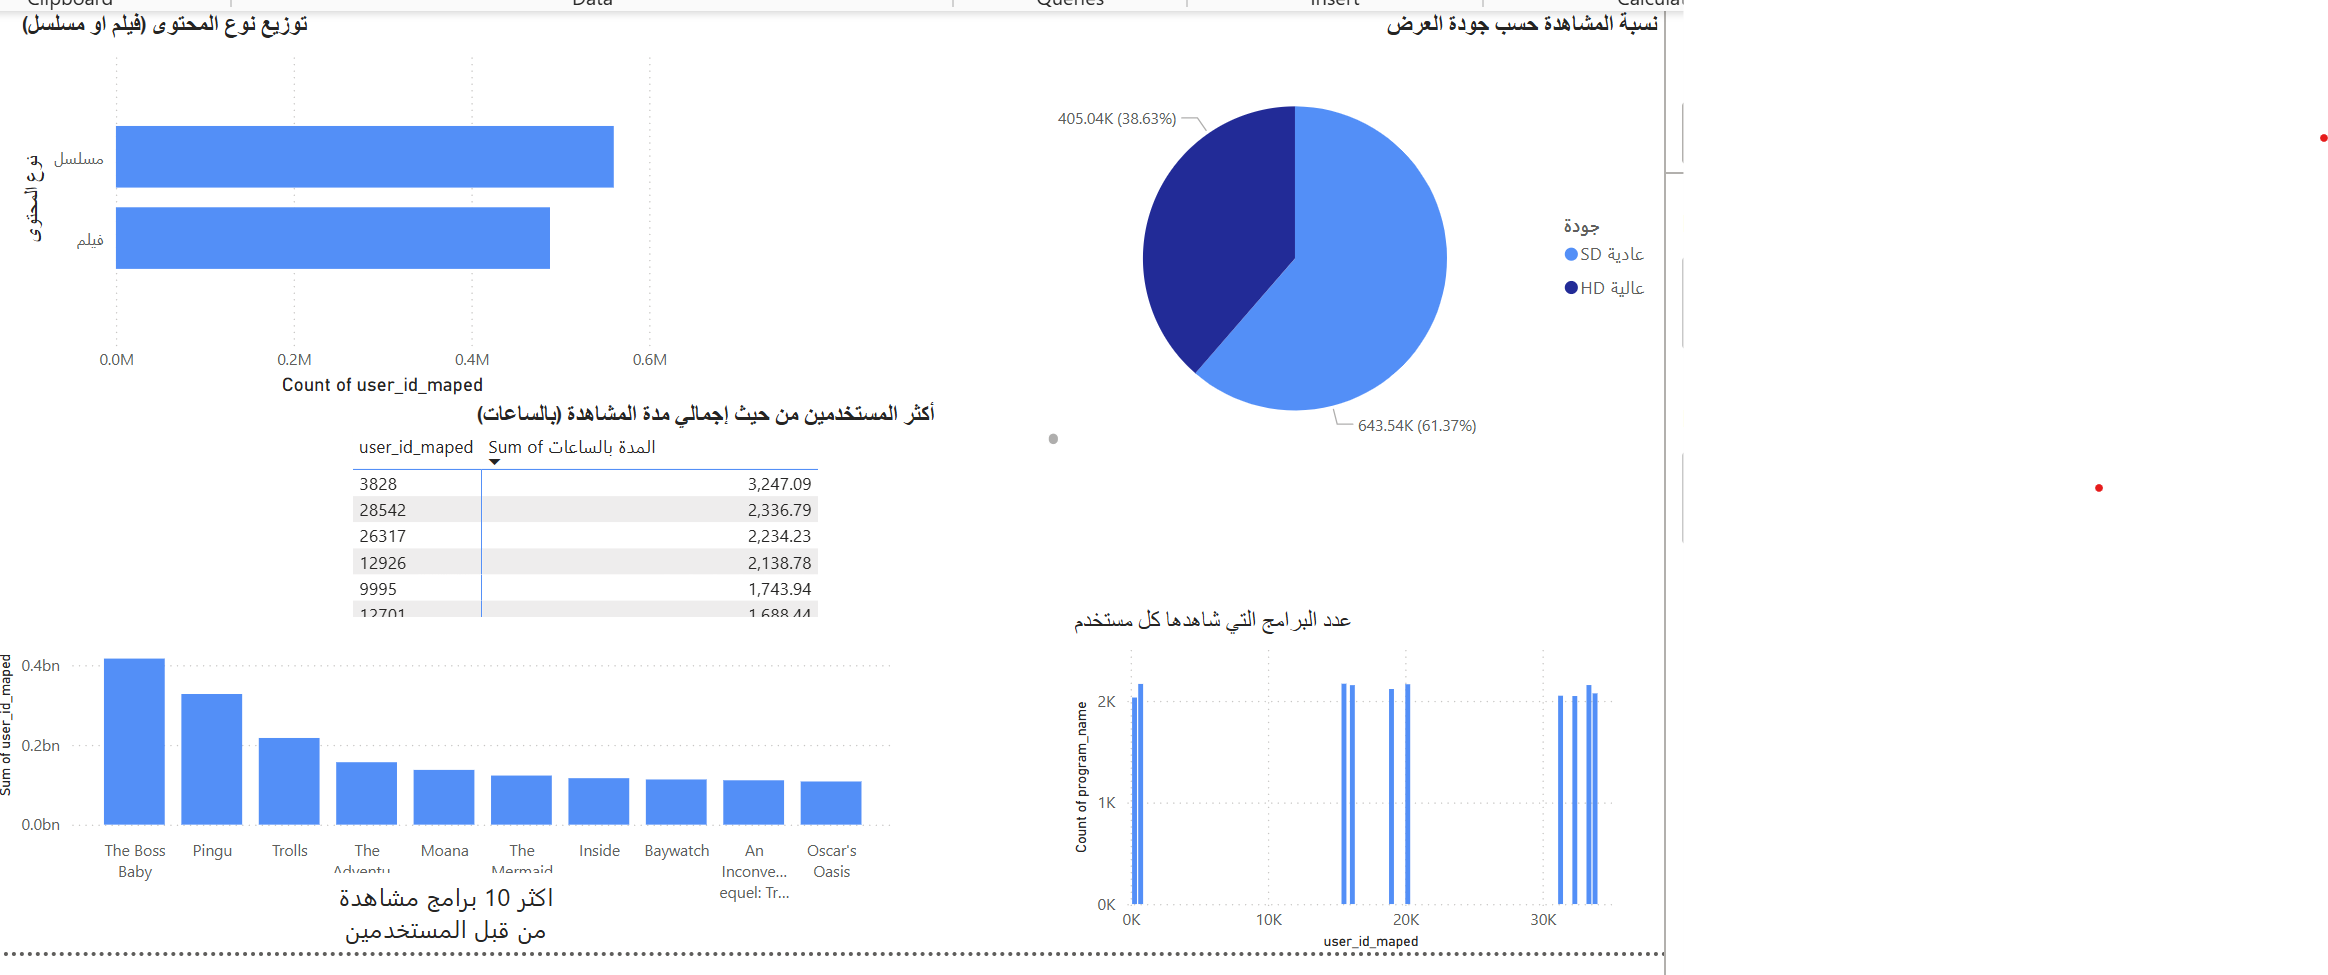 Clipboard
Data
Queries
Insert
توزيع نوع المحتوى (فيلم او مسلسل)
نوع المحتوى
مسلسل
فيلم
0.0M
0.2M
0.4M
0.6M
Count of user_id_maped
نسبة المشاهدة حسب جودة العرض
405.04K (38.63%)
643.54K (61.37%)
جودة
عادية SD
عالية HD
أكثر المستخدمين من حيث إجمالي مدة المشاهدة (بالساعات)
user_id_maped Sum of المدة بالساعات
3828 3,247.09
28542 2,336.79
26317 2,234.23
12926 2,138.78
9995 1,743.94
12701 1,688.44
Sum of user_id_maped
0.4bn
0.2bn
0.0bn
The Boss
Baby
Pingu
Trolls
The
Adventu
Moana
The
Mermaid
Inside
Baywatch
An
Inconve...
equel: Tr...
Oscar's
Oasis
اكثر 10 برامج مشاهدة
من قبل المستخدمين
عدد البرامج التي شاهدها كل مستخدم
Count of program_name
2K
1K
0K
0K
10K
20K
30K
user_id_maped